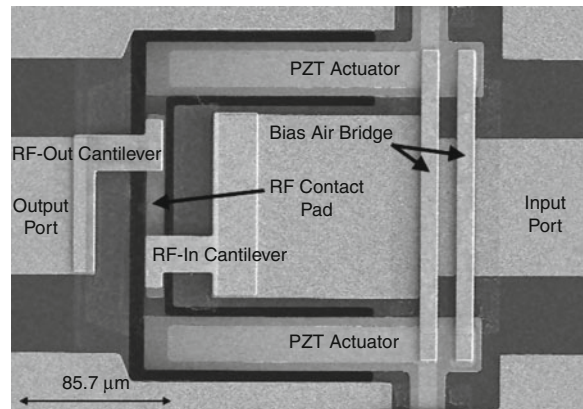 PZT Actuator
Bias Air Bridge
RF-Out Cantilever
RF Contact
Pad
Output
Port
Input
Port
RF-In Cantilever
PZT Actuator
85.7 μm